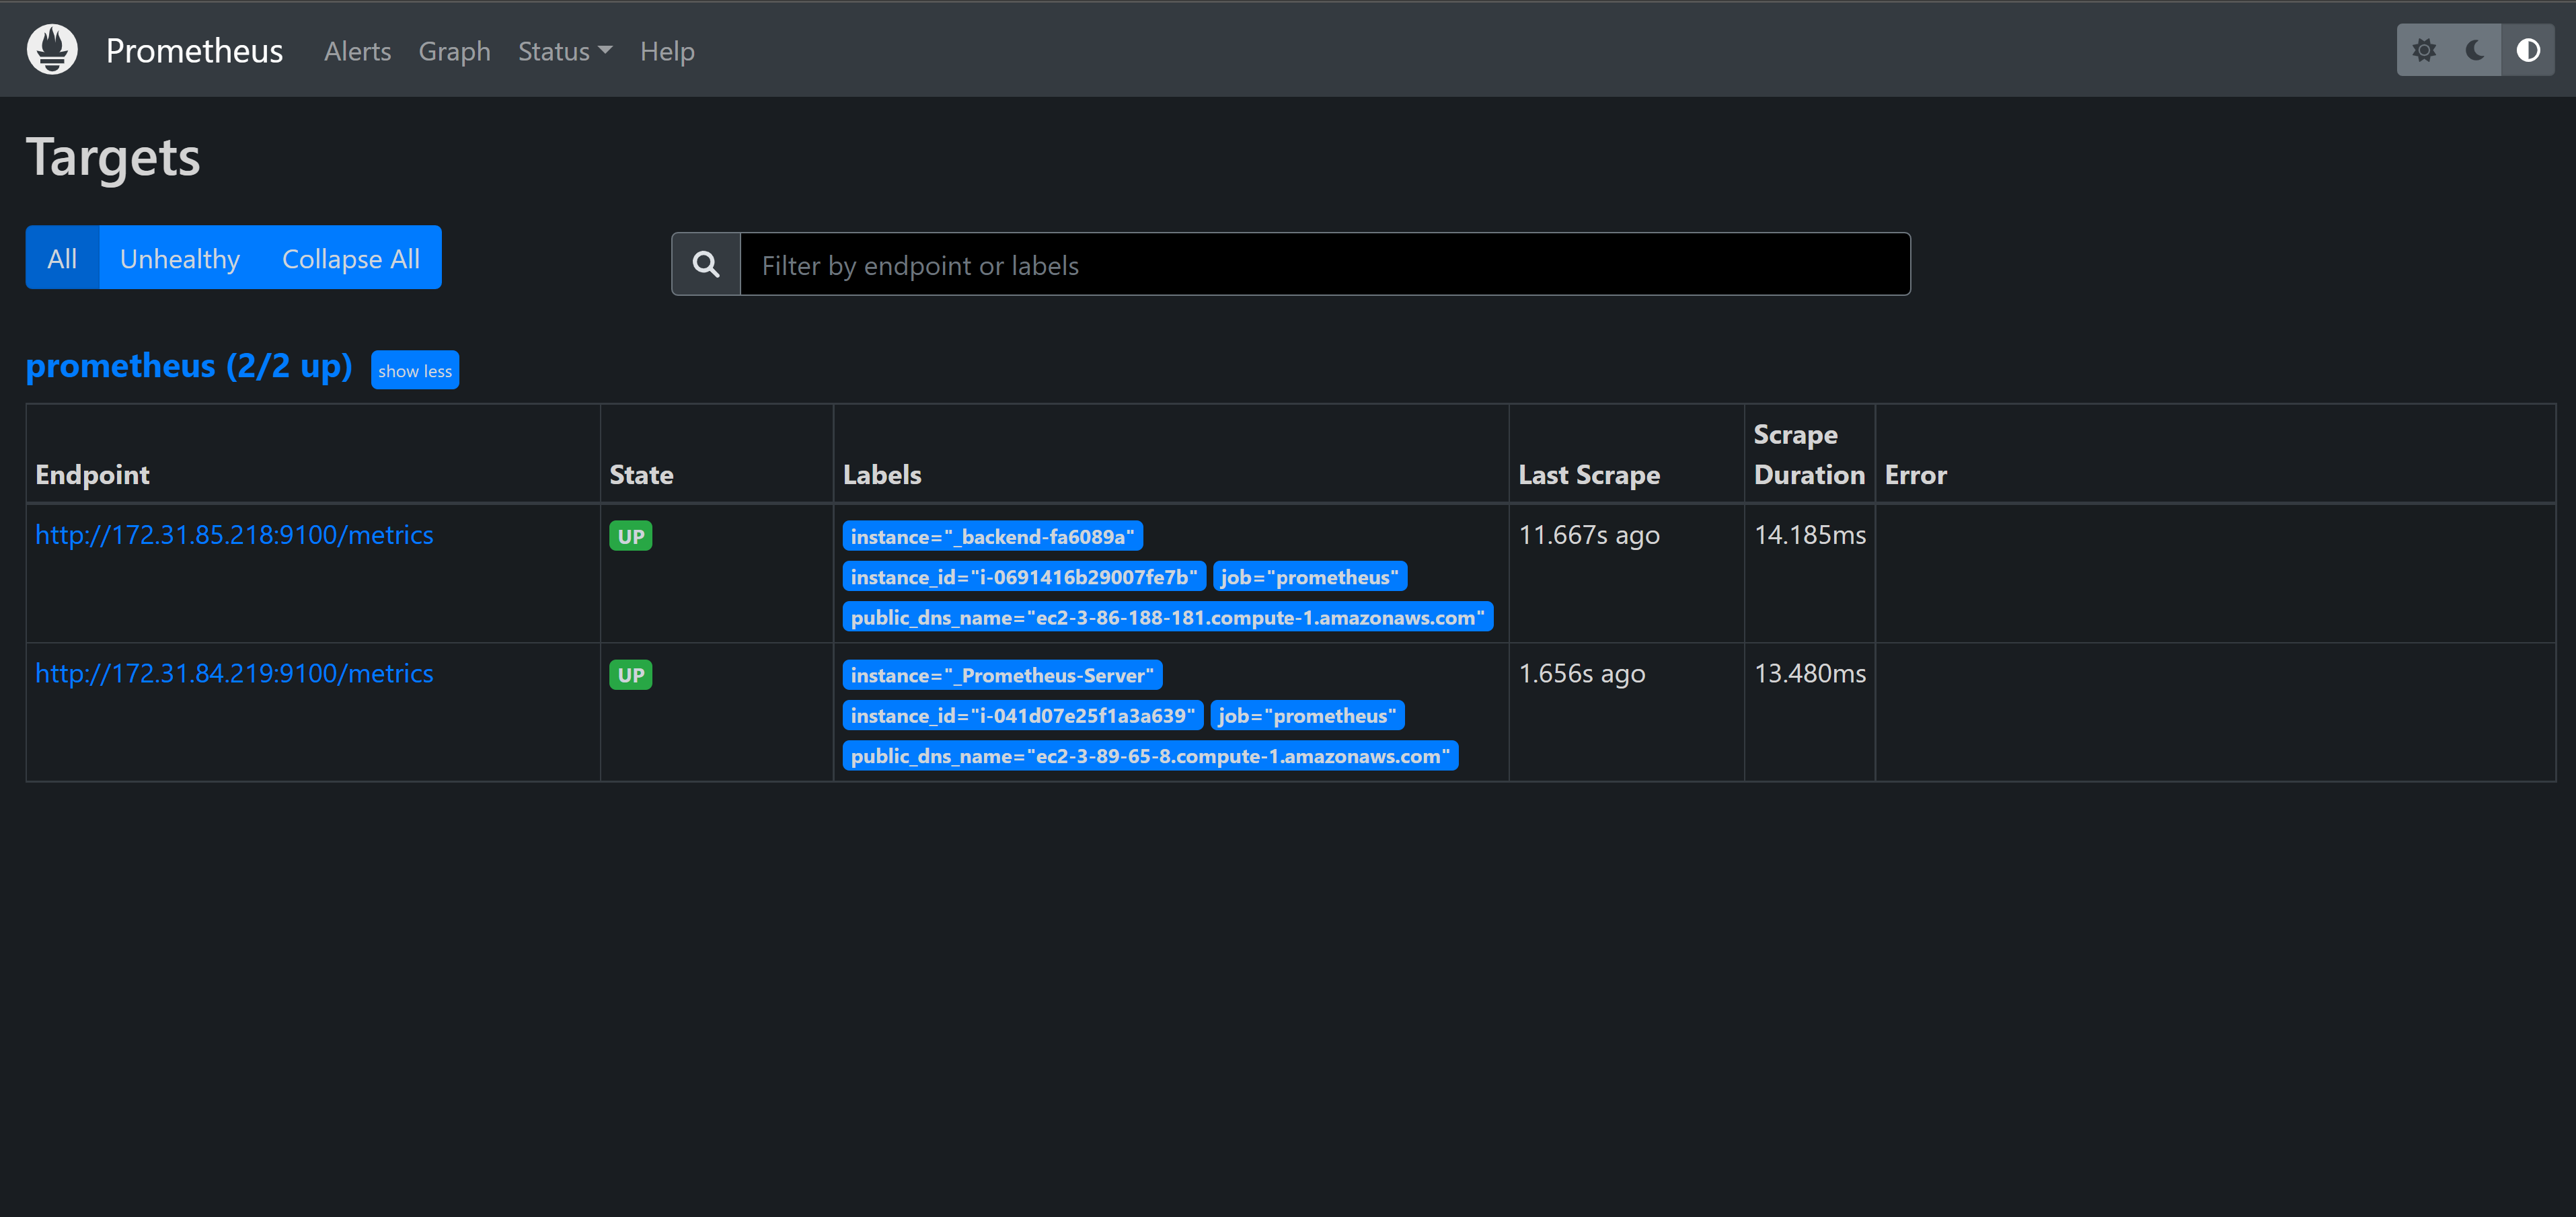 Prometheus Alerts Graph Status Help
Targets
All Unhealthy Collapse All
Filter by endpoint or labels
prometheus (2/2 up) show less
Endpoint State Labels Last Scrape Scrape Duration Error
http://172.31.85.218:9100/metrics UP instance="_backend-fa6089a" 11.667s ago 14.185ms
instance_id="i-0691416b29007fe7b" job="prometheus"
public_dns_name="ec2-3-86-188-181.compute-1.amazonaws.com"
http://172.31.84.219:9100/metrics UP instance="_Prometheus-Server" 1.656s ago 13.480ms
instance_id="i-041d07e25f1a3a639" job="prometheus"
public_dns_name="ec2-3-89-65-8.compute-1.amazonaws.com"